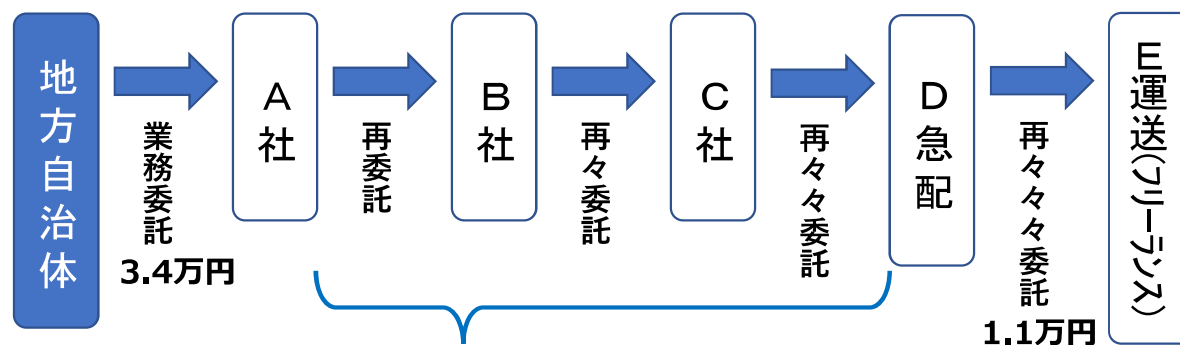 地方自治体
業務委託
3.4万円
A社
再委託
B社
再々委託
C社
再々々委託
D急配
再々々々委託
1.1万円
E運送(フリーランス)